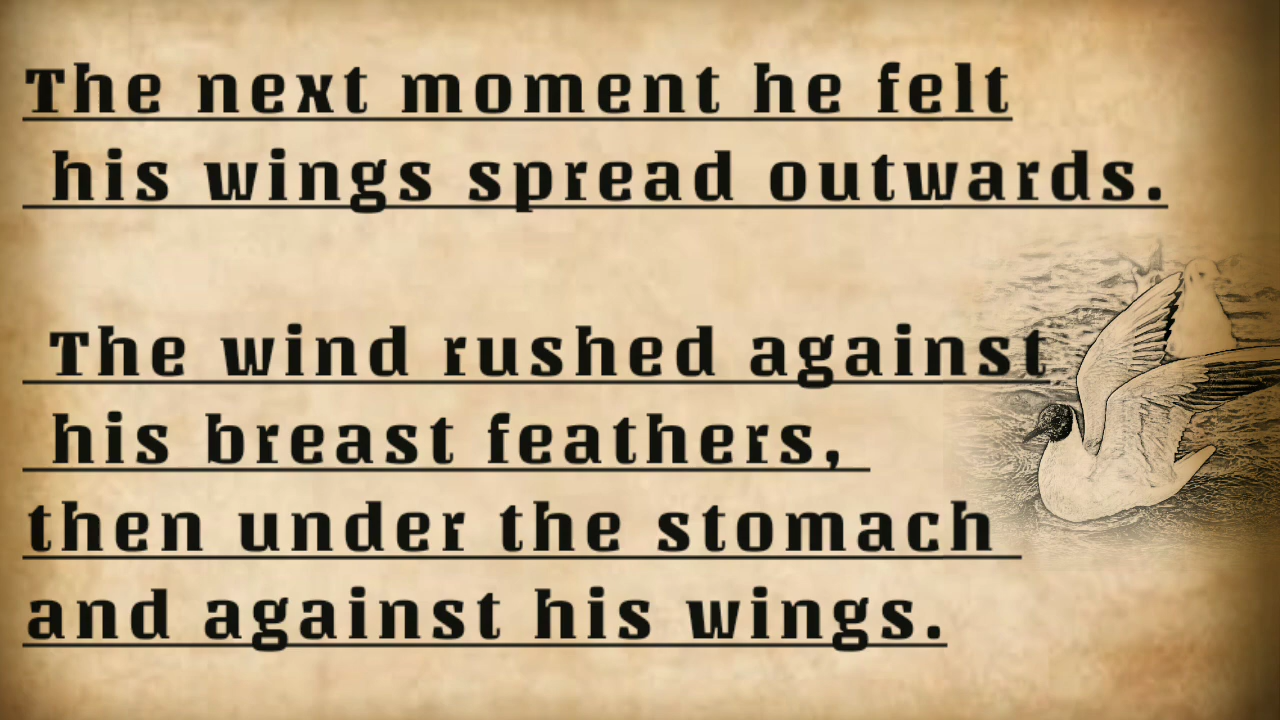 The next moment he felt
his wings spread outwards.
The wind rushed against
his breast feathers,
then under the stomach
and against his wings.